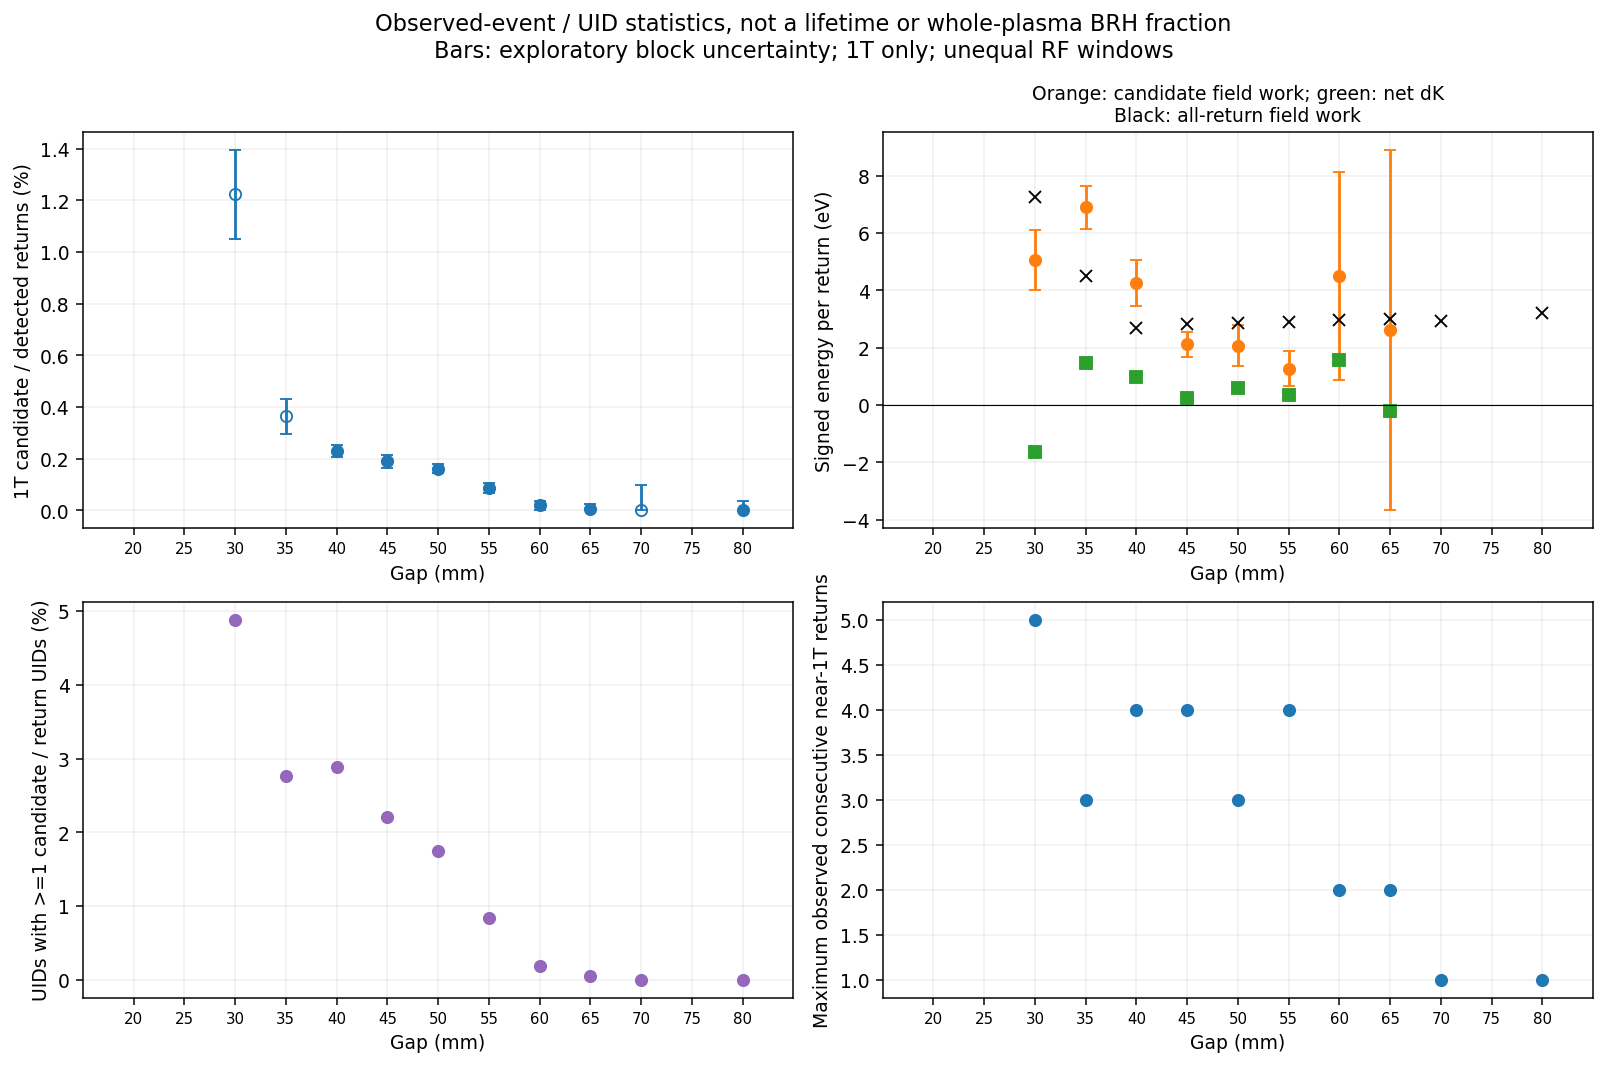 Observed-event / UID statistics, not a lifetime or whole-plasma BRH fraction
Bars: exploratory block uncertainty; 1T only; unequal RF windows
1T candidate / detected returns (%)
1.4
1.2
1.0
0.8
0.6
0.4
0.2
0.0
20 25 30 35 40 45 50 55 60 65 70 75 80
Gap (mm)
Orange: candidate field work; green: net dK
Black: all-return field work
Signed energy per return (eV)
8
6
4
2
0
−2
−4
20 25 30 35 40 45 50 55 60 65 70 75 80
Gap (mm)
UIDs with >=1 candidate / return UIDs (%)
5
4
3
2
1
0
20 25 30 35 40 45 50 55 60 65 70 75 80
Gap (mm)
Maximum observed consecutive near-1T returns
5.0
4.5
4.0
3.5
3.0
2.5
2.0
1.5
1.0
20 25 30 35 40 45 50 55 60 65 70 75 80
Gap (mm)